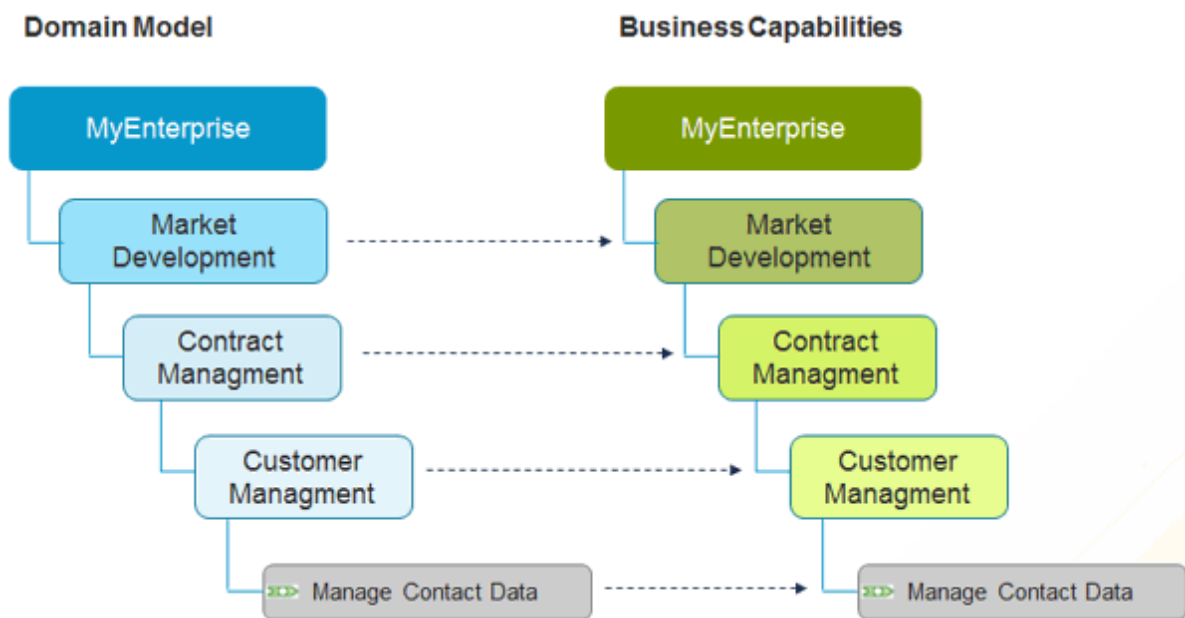 Domain Model
Business Capabilities
MyEnterprise
MyEnterprise
Market
Development
Market
Development
Contract
Managment
Contract
Managment
Customer
Managment
Customer
Managment
Manage Contact Data
Manage Contact Data